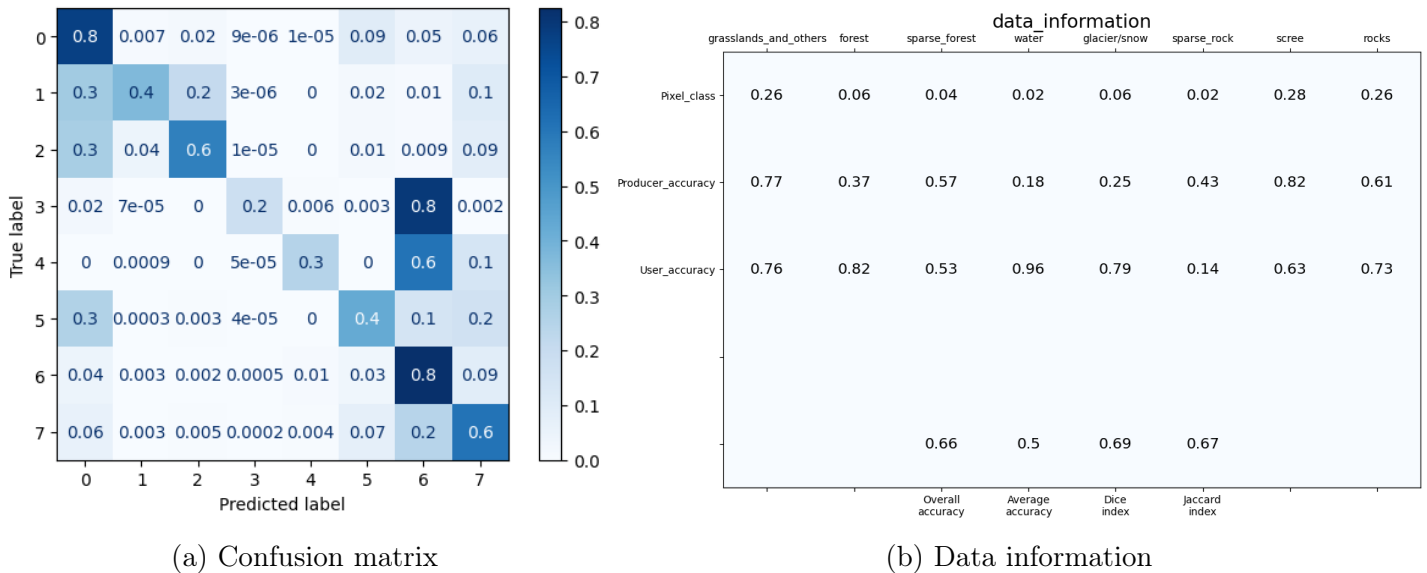 0 0.8 0.007 0.02 9e-06 1e-05 0.09 0.05 0.06
1 0.3 0.4 0.2 3e-06 0 0.02 0.01 0.1
2 0.3 0.04 0.6 1e-05 0 0.01 0.009 0.09
3 0.02 7e-05 0 0.2 0.006 0.003 0.8 0.002
4 0 0.0009 0 5e-05 0.3 0 0.6 0.1
5 0.3 0.0003 0.003 4e-05 0 0.4 0.1 0.2
6 0.04 0.003 0.002 0.0005 0.01 0.03 0.8 0.09
7 0.06 0.003 0.005 0.0002 0.004 0.07 0.2 0.6
0 1 2 3 4 5 6 7
True label
Predicted label
0.8
0.7
0.6
0.5
0.4
0.3
0.2
0.1
0.0
(a) Confusion matrix
data_information
grasslands_and_others forest sparse_forest water glacier/snow sparse_rock scree rocks
Pixel_class 0.26 0.06 0.04 0.02 0.06 0.02 0.28 0.26
Producer_accuracy 0.77 0.37 0.57 0.18 0.25 0.43 0.82 0.61
User_accuracy 0.76 0.82 0.53 0.96 0.79 0.14 0.63 0.73
0.66 0.5 0.69 0.67
Overall Average Dice Jaccard
accuracy accuracy index index
(b) Data information